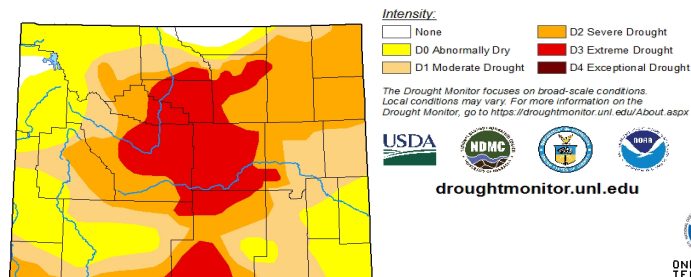 Intensity:
None
D0 Abnormally Dry
D1 Moderate Drought
D2 Severe Drought
D3 Extreme Drought
D4 Exceptional Drought
The Drought Monitor focuses on broad-scale conditions.
Local conditions may vary. For more information on the
Drought Monitor, go to https://droughtmonitor.unl.edu/About.aspx
USDA
NDMC
NOAA
droughtmonitor.unl.edu